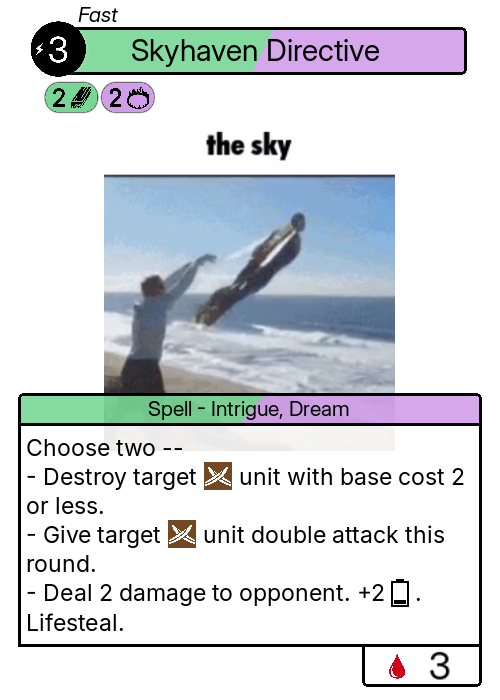 Fast
3 Skyhaven Directive
2 2
the sky
Spell - Intrigue, Dream
Choose two --
- Destroy target unit with base cost 2
or less.
- Give target unit double attack this
round.
- Deal 2 damage to opponent. +2 .
Lifesteal.
3